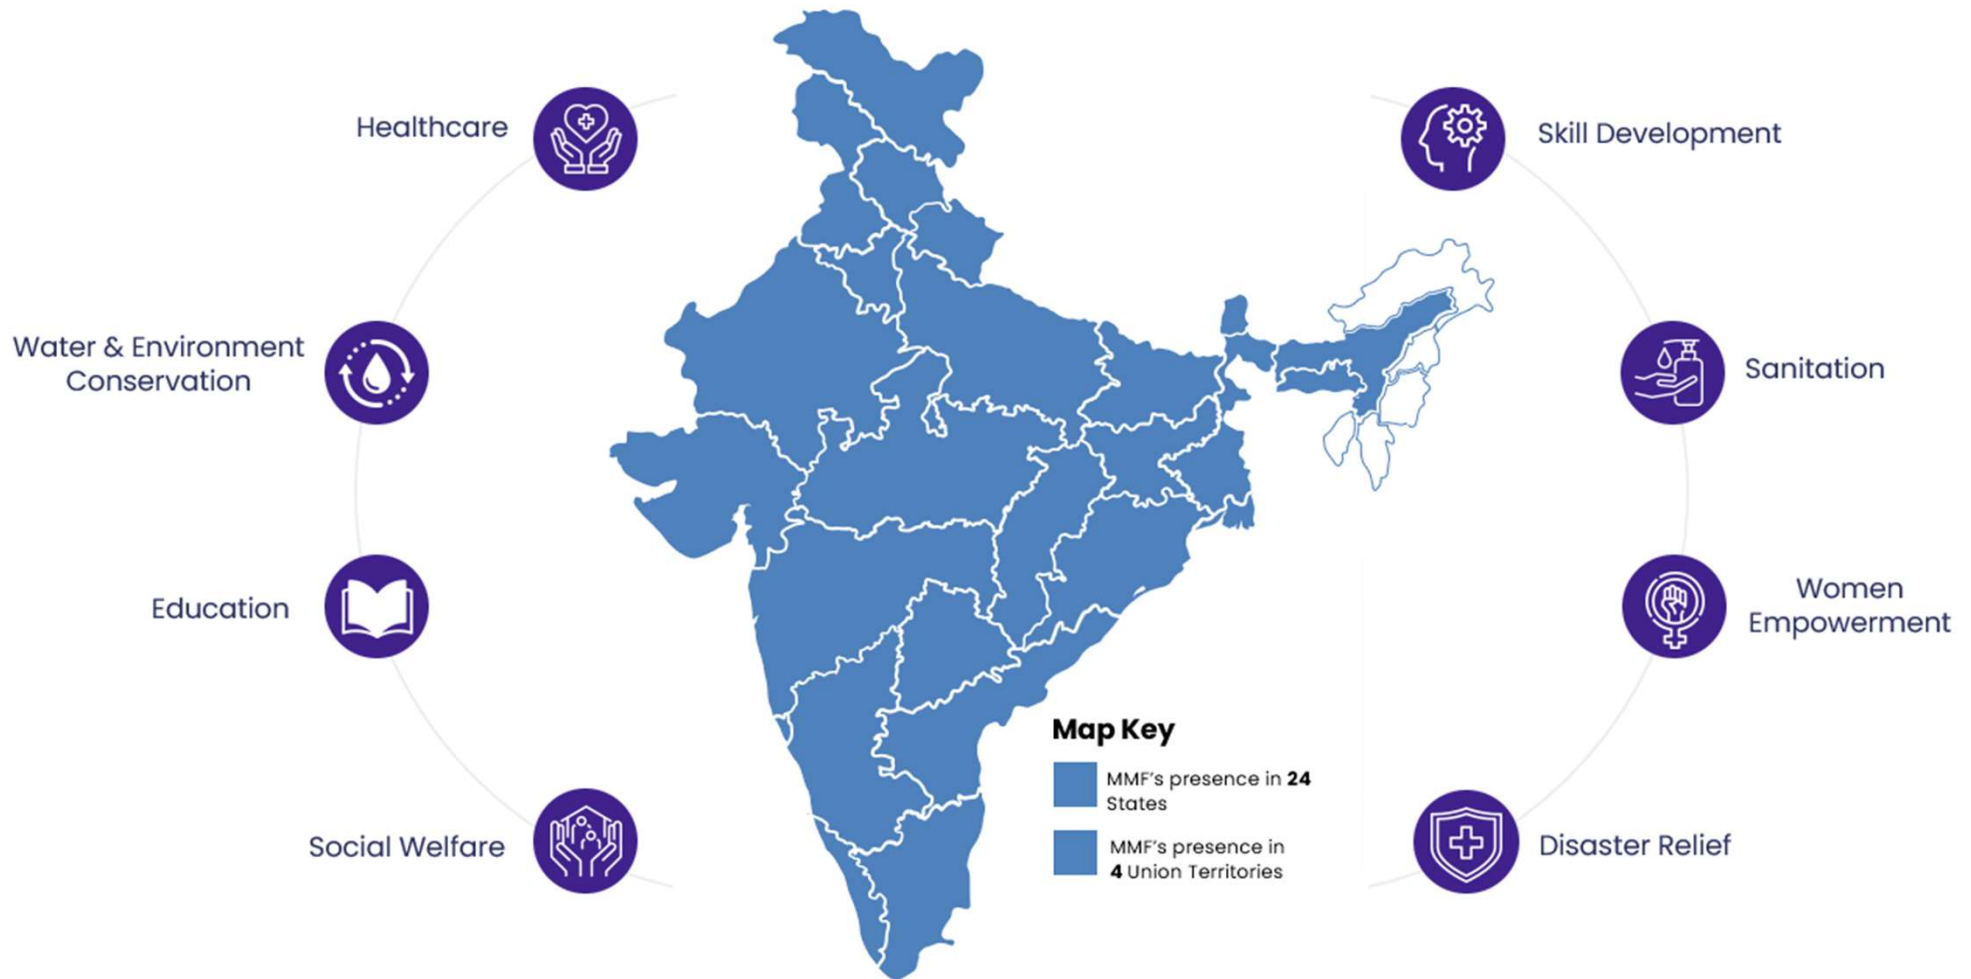 Healthcare
Water & Environment
Conservation
Education
Social Welfare
Skill Development
Sanitation
Women
Empowerment
Disaster Relief
Map Key
MMF's presence in 24
States
MMF's presence in
4 Union Territories